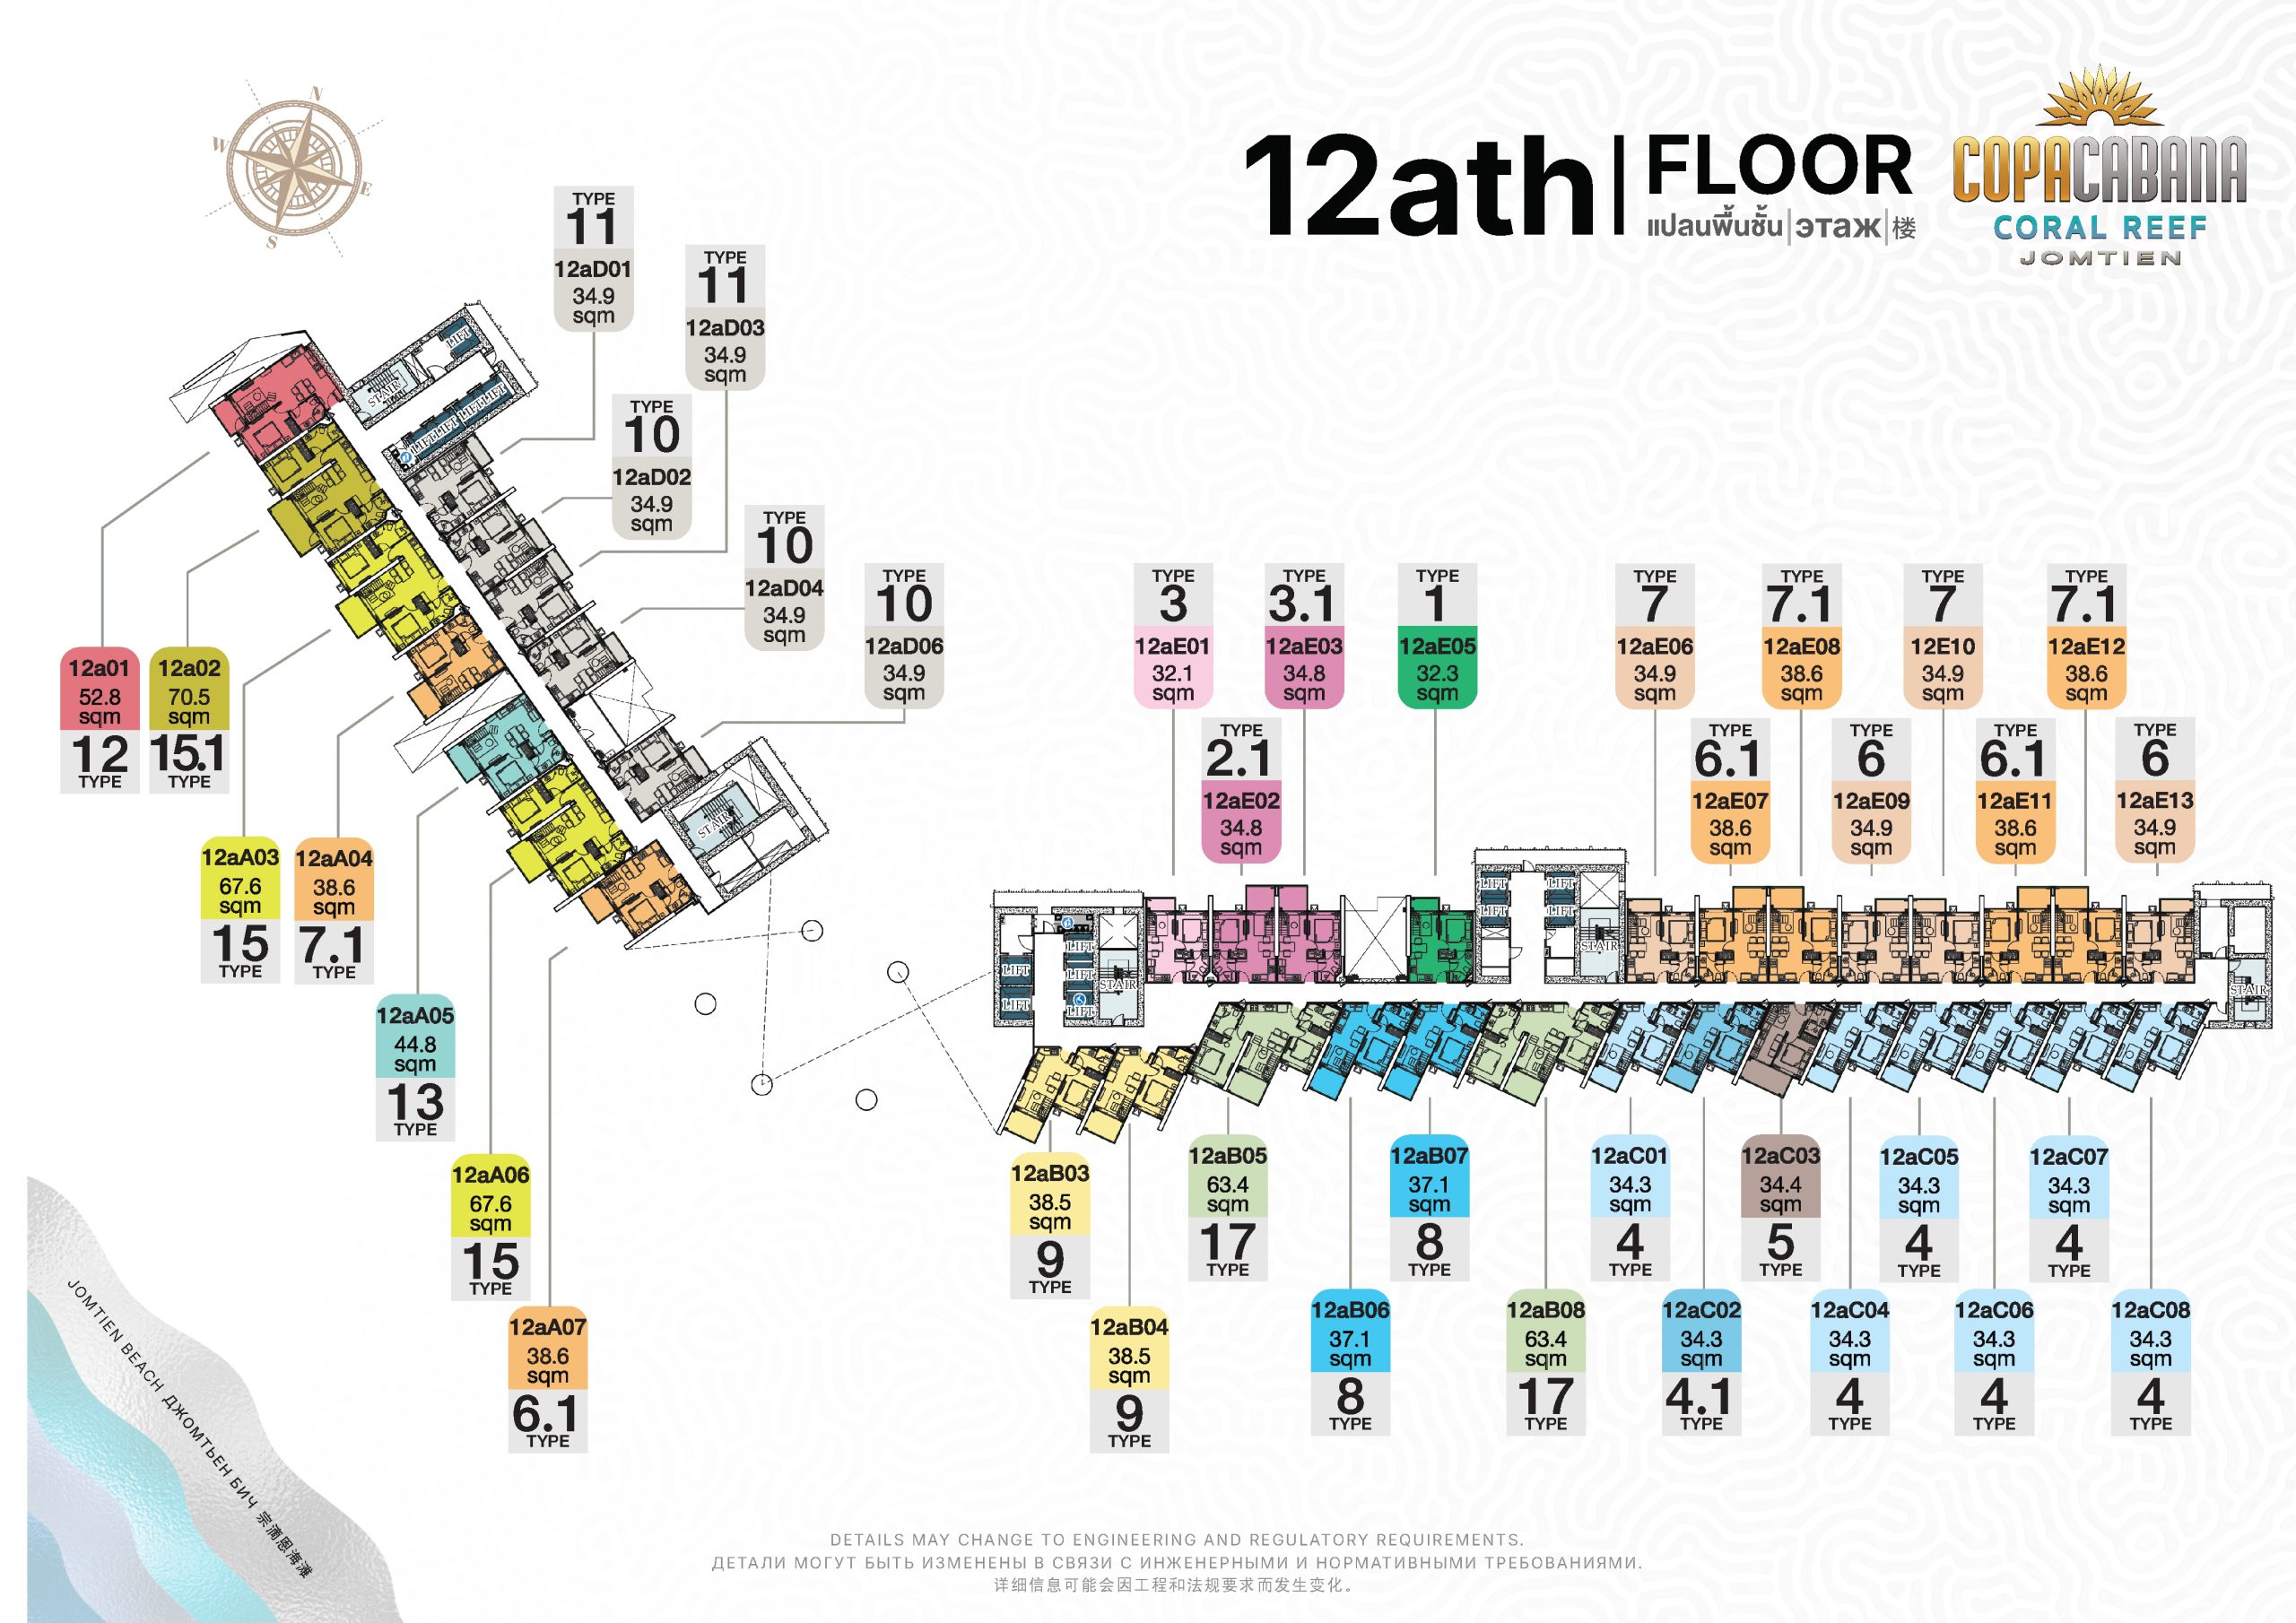 N
W
E
S
12ath
FLOOR
แปลนพื้นชั้น|этаж|楼
COPACABANA
CORAL REEF
JOMTIEN
TYPE
11
12aD01
34.9
sqm
TYPE
11
12aD03
34.9
sqm
TYPE
10
12aD02
34.9
sqm
TYPE
10
12aD04
34.9
sqm
TYPE
10
12aD06
34.9
sqm
LIFT
STAIR
LIFT LIFT LIFT LIFT
STAIR
12a01
52.8
sqm
12
TYPE
12a02
70.5
sqm
15.1
TYPE
12aA03
67.6
sqm
15
TYPE
12aA04
38.6
sqm
7.1
TYPE
12aA05
44.8
sqm
13
TYPE
12aA06
67.6
sqm
15
TYPE
12aA07
38.6
sqm
6.1
TYPE
TYPE
3
12aE01
32.1
sqm
TYPE
2.1
12aE02
34.8
sqm
TYPE
3.1
12aE03
34.8
sqm
TYPE
1
12aE05
32.3
sqm
TYPE
7
12aE06
34.9
sqm
TYPE
6.1
12aE07
38.6
sqm
TYPE
7.1
12aE08
38.6
sqm
TYPE
6
12aE09
34.9
sqm
TYPE
7
12E10
34.9
sqm
TYPE
6.1
12aE11
38.6
sqm
TYPE
7.1
12aE12
38.6
sqm
TYPE
6
12aE13
34.9
sqm
LIFT
LIFT
LIFT
LIFT
LIFT
STAIR
LIFT
LIFT
LIFT
LIFT
STAIR
STAIR
12aB03
38.5
sqm
9
TYPE
12aB04
38.5
sqm
9
TYPE
12aB05
63.4
sqm
17
TYPE
12aB06
37.1
sqm
8
TYPE
12aB07
37.1
sqm
8
TYPE
12aB08
63.4
sqm
17
TYPE
12aC01
34.3
sqm
4
TYPE
12aC02
34.3
sqm
4.1
TYPE
12aC03
34.4
sqm
5
TYPE
12aC04
34.3
sqm
4
TYPE
12aC05
34.3
sqm
4
TYPE
12aC06
34.3
sqm
4
TYPE
12aC07
34.3
sqm
4
TYPE
12aC08
34.3
sqm
4
TYPE
JOMTIEN BEACH ДЖОМТЬЕН БИЧ 宗滴恩海滩
DETAILS MAY CHANGE TO ENGINEERING AND REGULATORY REQUIREMENTS.
ДЕТАЛИ МОГУТ БЫТЬ ИЗМЕНЕНЫ В СВЯЗИ С ИНЖЕНЕРНЫМИ И НОРМАТИВНЫМИ ТРЕБОВАНИЯМИ.
详细信息可能会因工程和法规要求而发生变化。